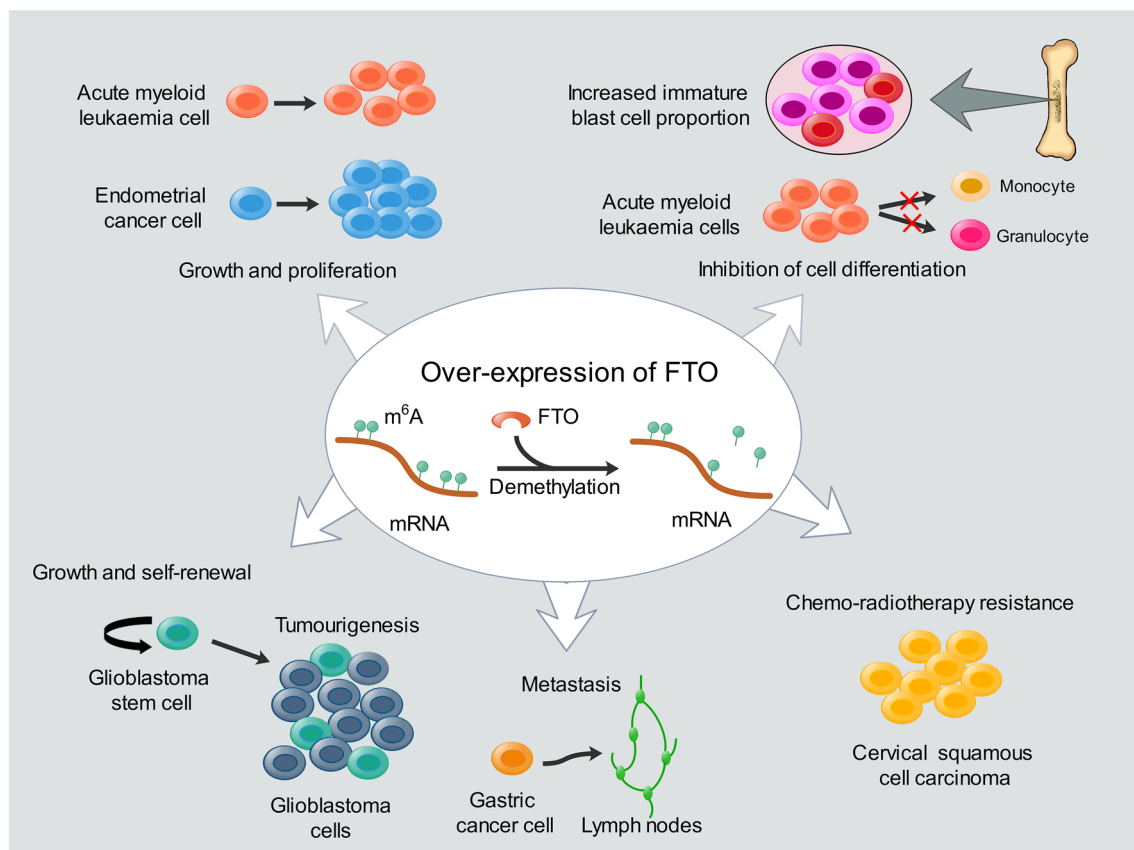 Acute myeloid
leukaemia cell
Endometrial
cancer cell
Growth and proliferation
Increased immature
blast cell proportion
Acute myeloid
leukaemia cells
Monocyte
Granulocyte
Inhibition of cell differentiation
Over-expression of FTO
m⁶A
FTO
Demethylation
mRNA
mRNA
Growth and self-renewal
Glioblastoma
stem cell
Tumourigenesis
Glioblastoma
cells
Metastasis
Gastric
cancer cell
Lymph nodes
Chemo-radiotherapy resistance
Cervical squamous
cell carcinoma